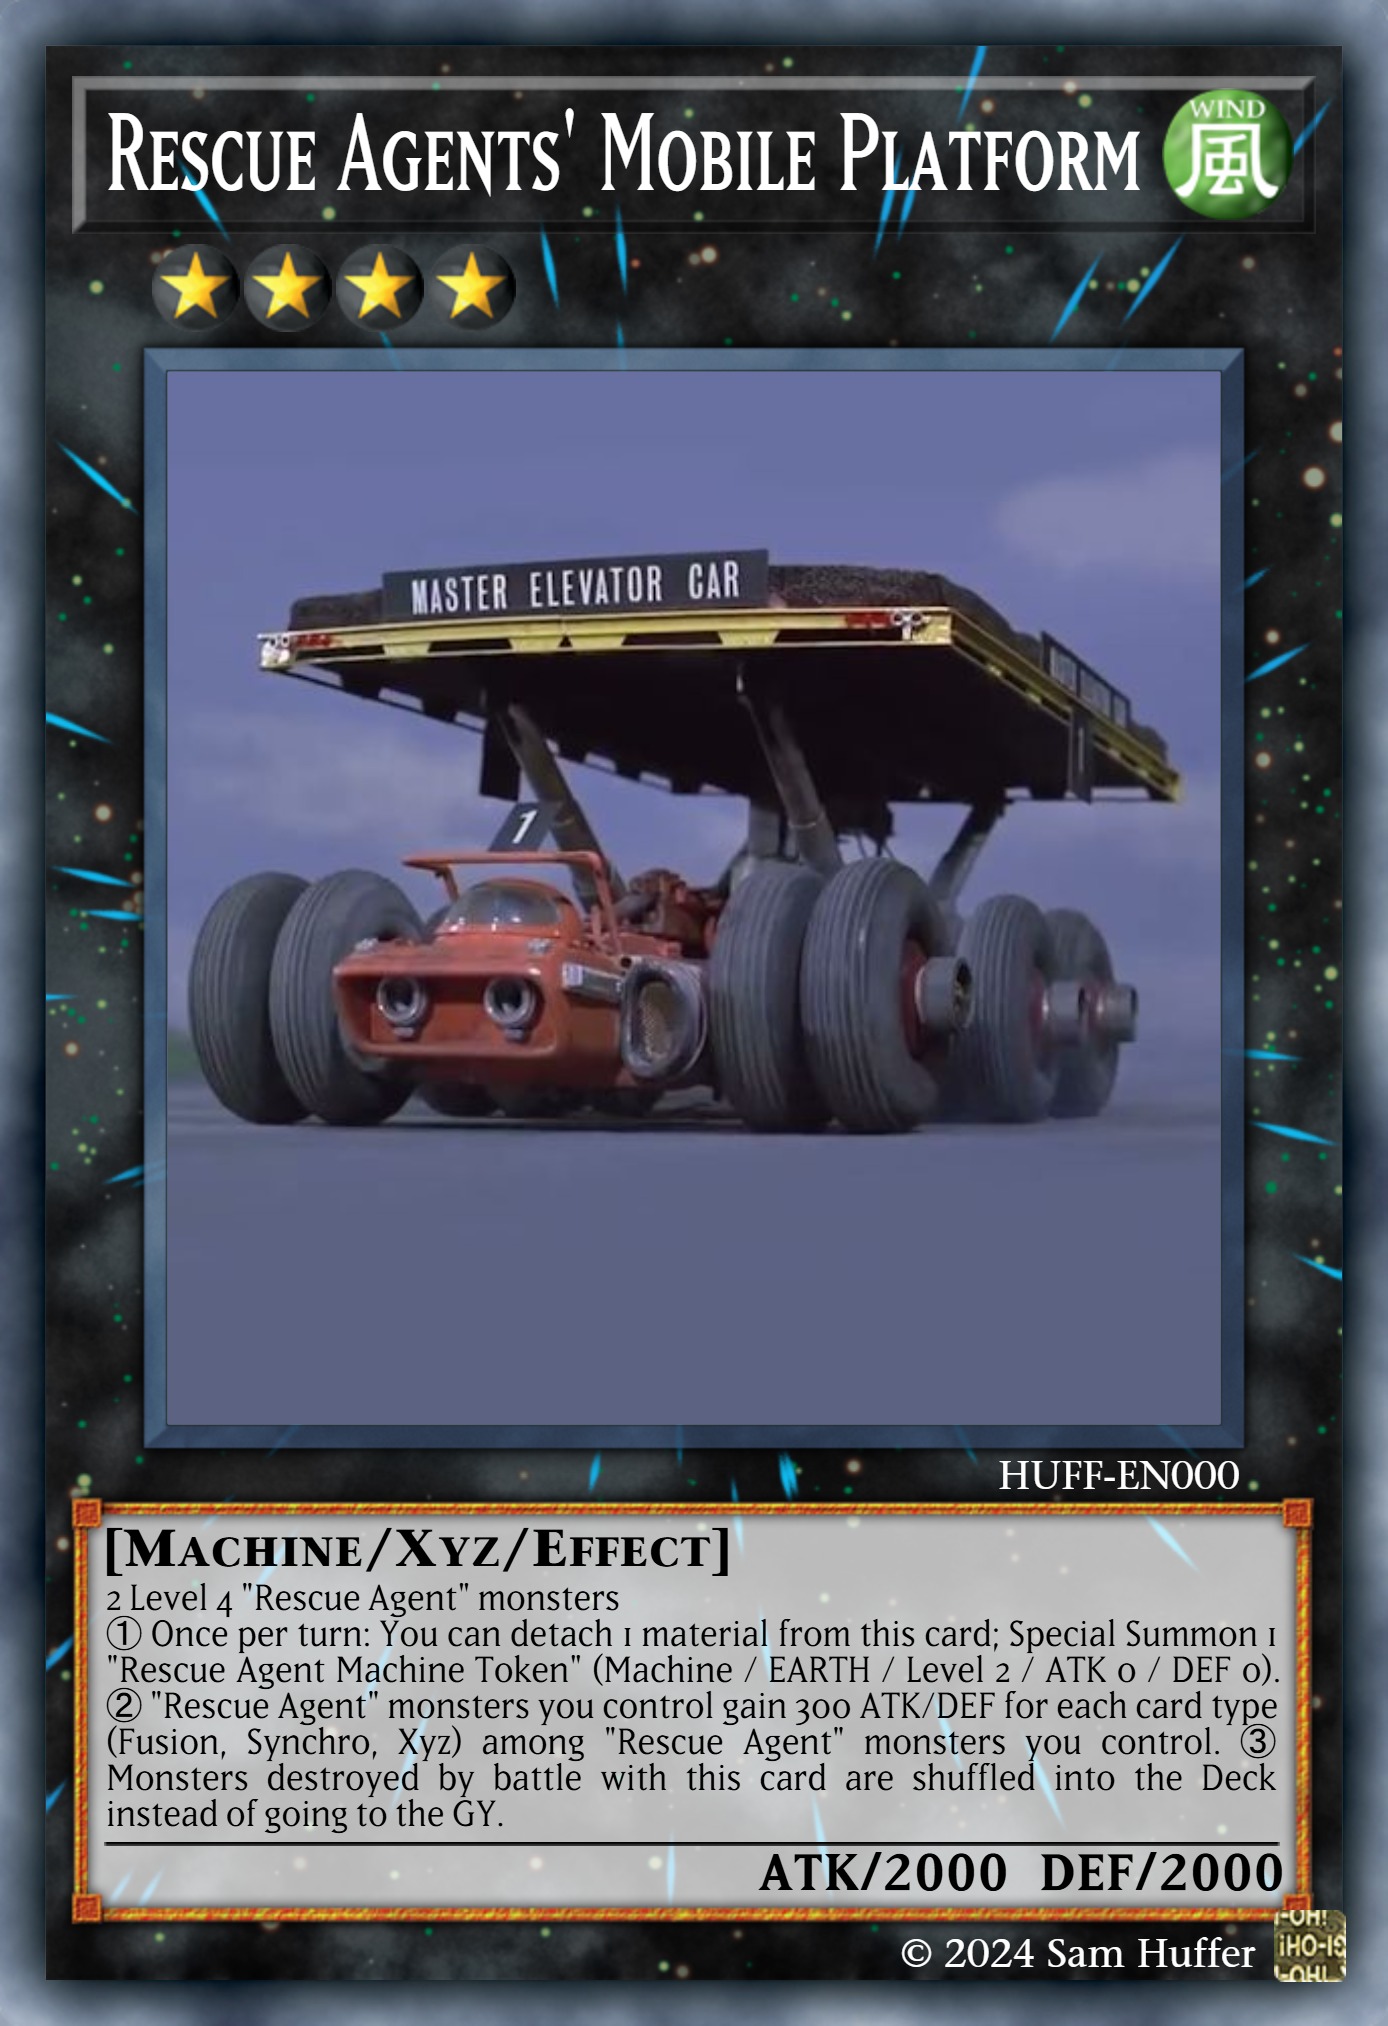 Rescue Agents' Mobile Platform
WIND
風
MASTER ELEVATOR CAR
1
HUFF-EN000
[Machine/Xyz/Effect]
2 Level 4 "Rescue Agent" monsters
① Once per turn: You can detach 1 material from this card; Special Summon 1
"Rescue Agent Machine Token" (Machine / EARTH / Level 2 / ATK 0 / DEF 0).
② "Rescue Agent" monsters you control gain 300 ATK/DEF for each card type
(Fusion, Synchro, Xyz) among "Rescue Agent" monsters you control. ③
Monsters destroyed by battle with this card are shuffled into the Deck
instead of going to the GY.
ATK/2000 DEF/2000
© 2024 Sam Huffer
-OH!